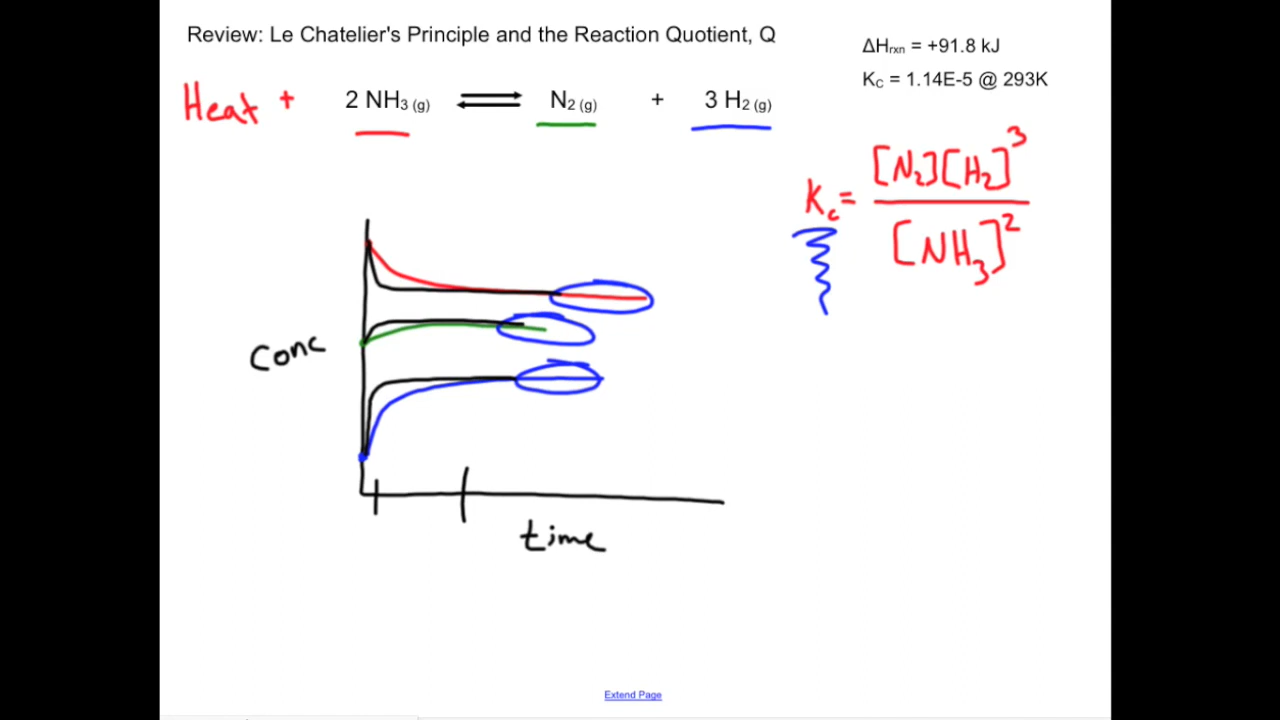 Review: Le Chatelier's Principle and the Reaction Quotient, Q
ΔHrxn = +91.8 kJ
KC = 1.14E-5 @ 293K
Heat + 2 NH3 (g) ⇌ N2 (g) + 3 H2 (g)
Kc = [N2][H2]^3
[NH3]^2
Conc
time
Extend Page